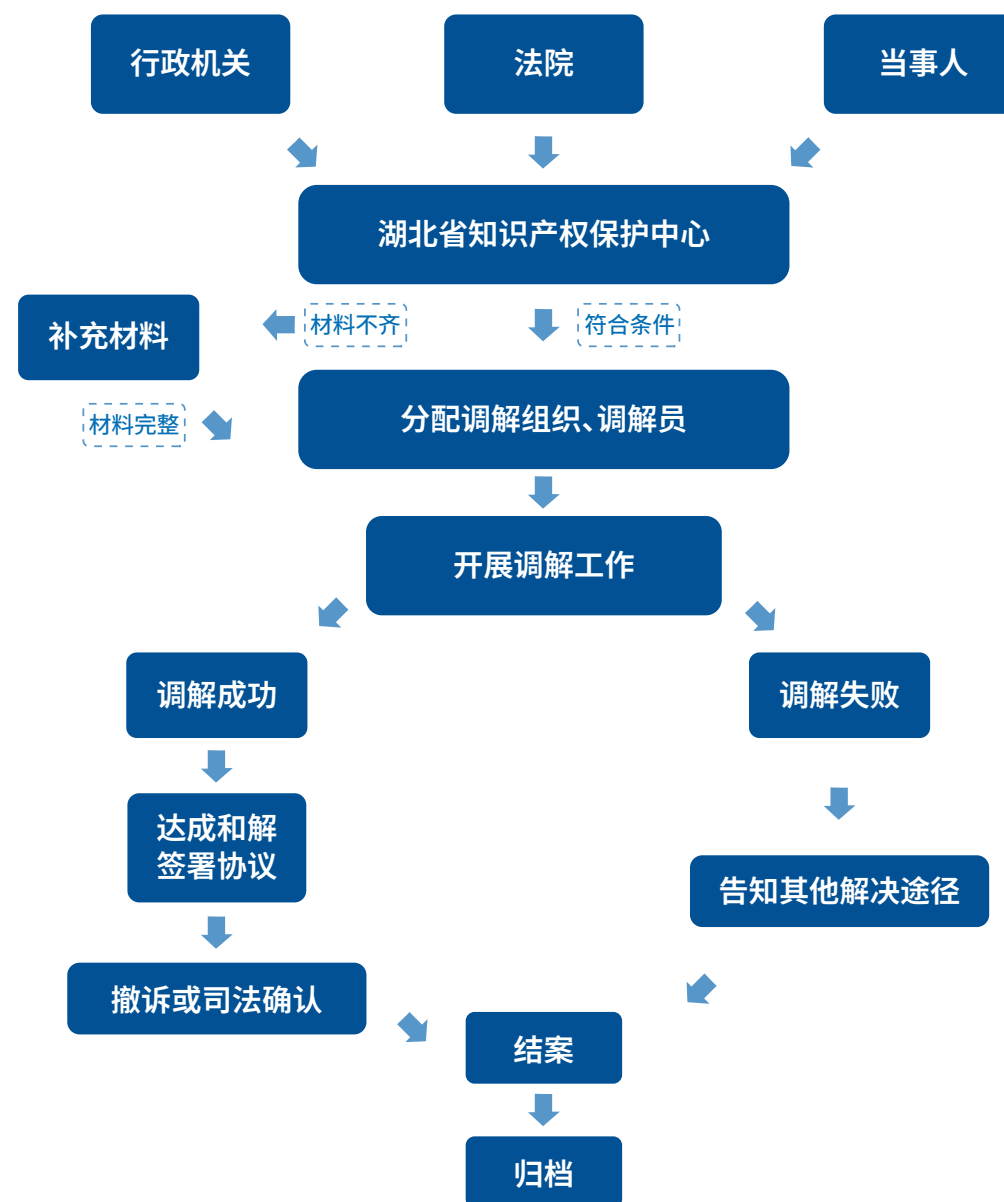 行政机关
法院
当事人
湖北省知识产权保护中心
补充材料
材料不齐
符合条件
材料完整
分配调解组织、调解员
开展调解工作
调解成功
调解失败
达成和解
签署协议
告知其他解决途径
撤诉或司法确认
结案
归档